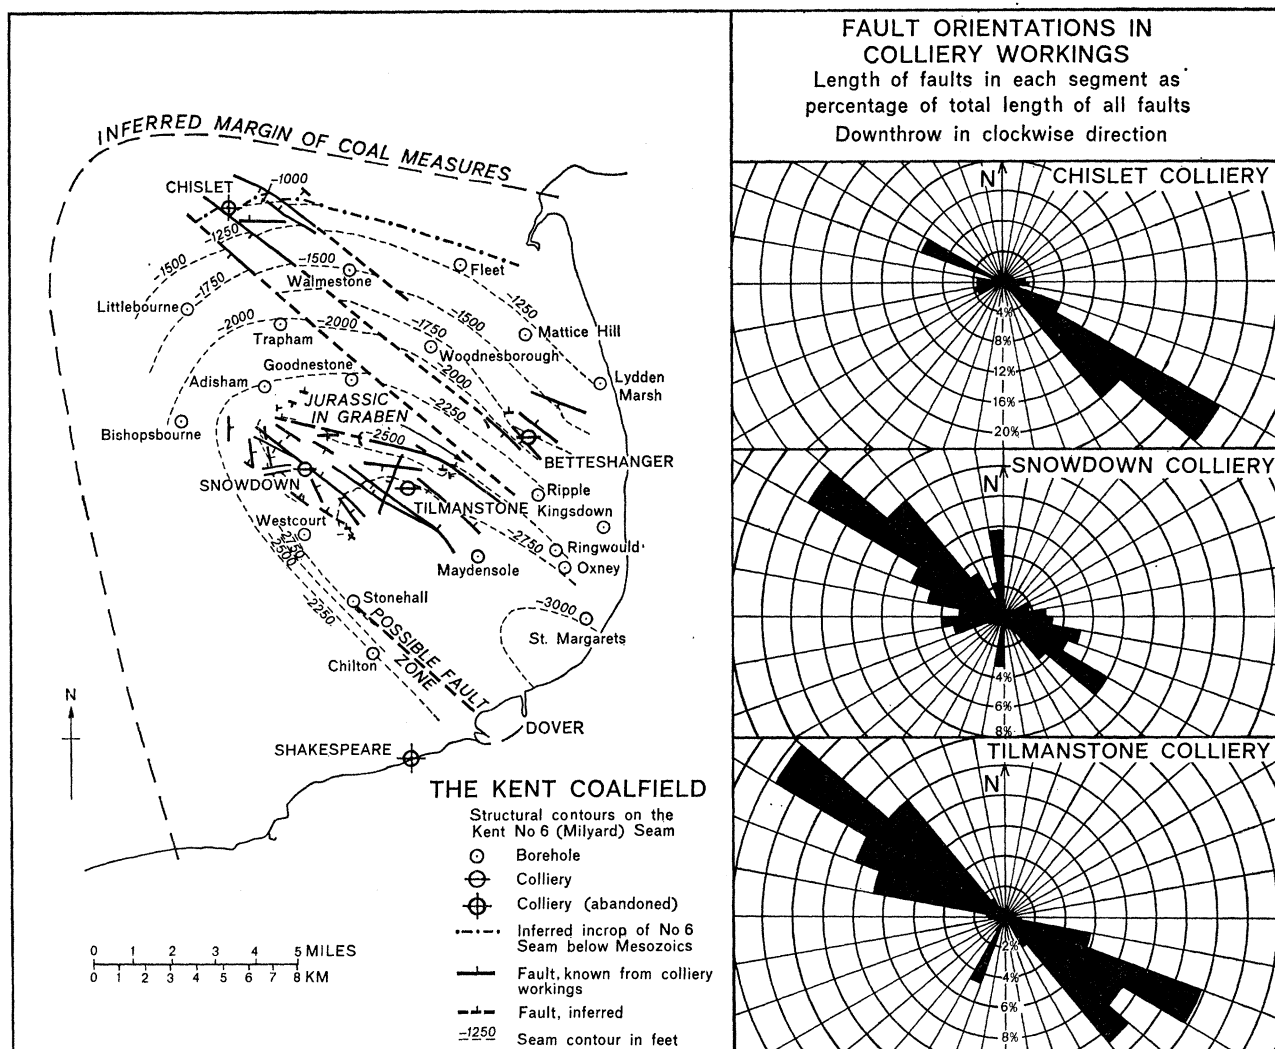 INFERRED MARGIN OF COAL MEASURES
CHISLET
-1000
-1250
-1500
-1750
-1500
Walmestone
Fleet
-1250
Littlebourne
-2000
-2000
Trapham
-1750
-1500
Mattice Hill
Woodnesborough
-2000
Goodnestone
Adisham
Lydden
Marsh
JURASSIC
IN GRABEN
-2250
-2500
Bishopsbourne
BETTESHANGER
SNOWDOWN
TILMANSTONE
Ripple
Kingsdown
Westcourt
-2750
-2500
-2750
Ringwould
Oxney
Maydensole
Stonehall
-2250
-3000
St. Margarets
POSSIBLE FAULT
ZONE
Chilton
N
DOVER
SHAKESPEARE
THE KENT COALFIELD
Structural contours on the
Kent No 6 (Milyard) Seam
Borehole
Colliery
Colliery (abandoned)
Inferred incrop of No 6
Seam below Mesozoics
Fault, known from colliery
workings
Fault, inferred
-1250 Seam contour in feet
0 1 2 3 4 5 MILES
0 1 2 3 4 5 6 7 8 KM
FAULT ORIENTATIONS IN
COLLIERY WORKINGS
Length of faults in each segment as
percentage of total length of all faults
Downthrow in clockwise direction
N
CHISLET COLLIERY
4%
8%
12%
16%
20%
N
SNOWDOWN COLLIERY
4%
6%
8%
TILMANSTONE COLLIERY
N
2%
4%
6%
8%